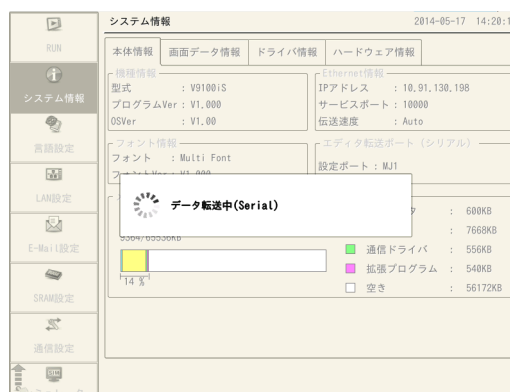 システム情報
2014-05-17 14:20:1
RUN
システム情報
言語設定
LAN設定
E-Mail設定
SRAM設定
通信設定
本体情報
画面データ情報
ドライバ情報
ハードウェア情報
機種情報
型式 : V9100iS
プログラムVer : V1.000
OSVer : V1.00
Ethernet情報
IPアドレス : 10.91.130.198
サービスポート : 10000
伝送速度 : Auto
フォント情報
フォント : Multi Font
エディタ転送ポート (シリアル)
設定ポート : MJ1
データ転送中(Serial)
9364/65536KB
14 %
: 600KB
: 7668KB
通信ドライバ : 556KB
拡張プログラム : 540KB
空き : 56172KB